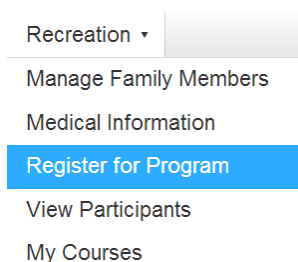 Recreation ▾
Manage Family Members
Medical Information
Register for Program
View Participants
My Courses